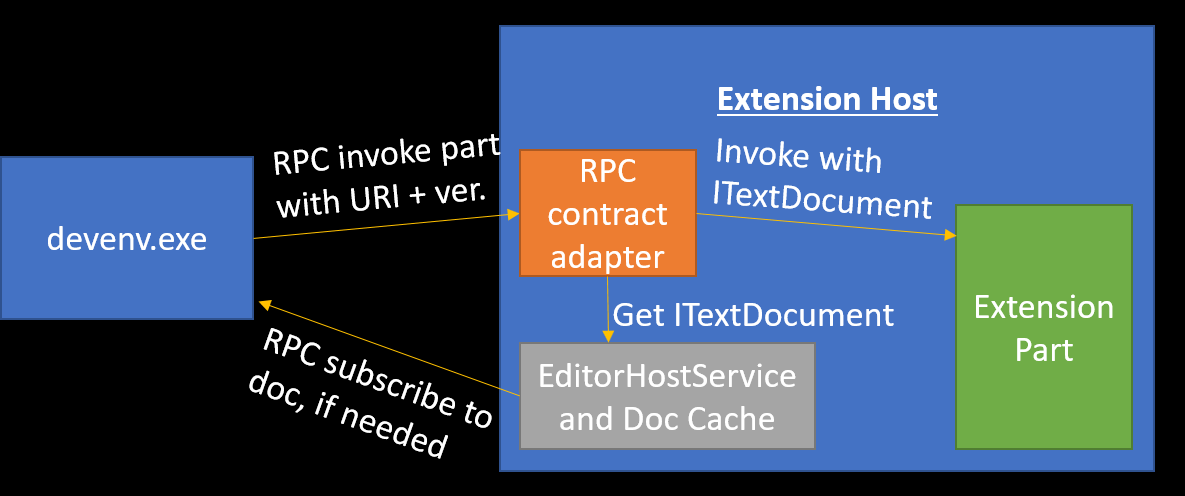 Extension Host
RPC invoke part
with URI + ver.
Invoke with
ITextDocument
RPC
contract
adapter
devenv.exe
Get ITextDocument
Extension
Part
RPC subscribe to
doc, if needed
EditorHostService
and Doc Cache